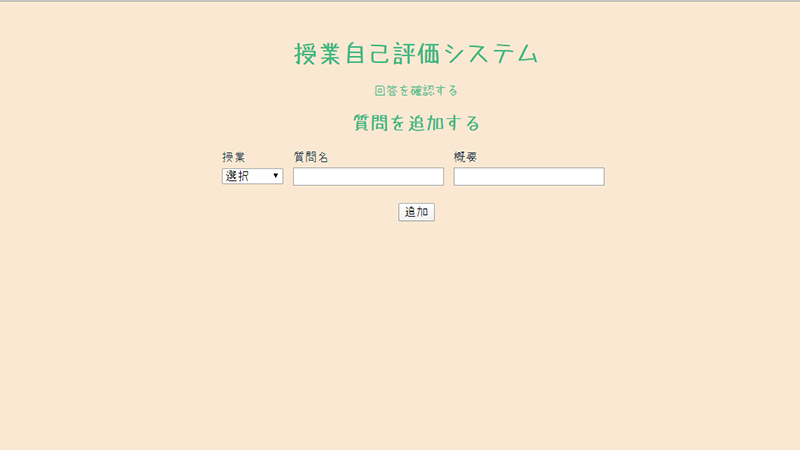 授業自己評価システム
回答を確認する
質問を追加する
授業 質問名 概要
選択
追加